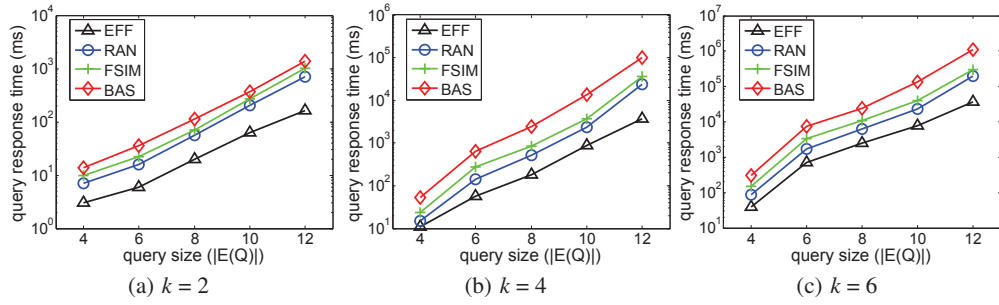 query response time (ms)
10^4
10^3
10^2
10^1
10^0
EFF
RAN
FSIM
BAS
4 6 8 10 12
query size (|E(Q)|)
(a) k = 2
query response time (ms)
10^6
10^5
10^4
10^3
10^2
10^1
EFF
RAN
FSIM
BAS
4 6 8 10 12
query size (|E(Q)|)
(b) k = 4
query response time (ms)
10^7
10^6
10^5
10^4
10^3
10^2
10^1
EFF
RAN
FSIM
BAS
4 6 8 10 12
query size (|E(Q)|)
(c) k = 6